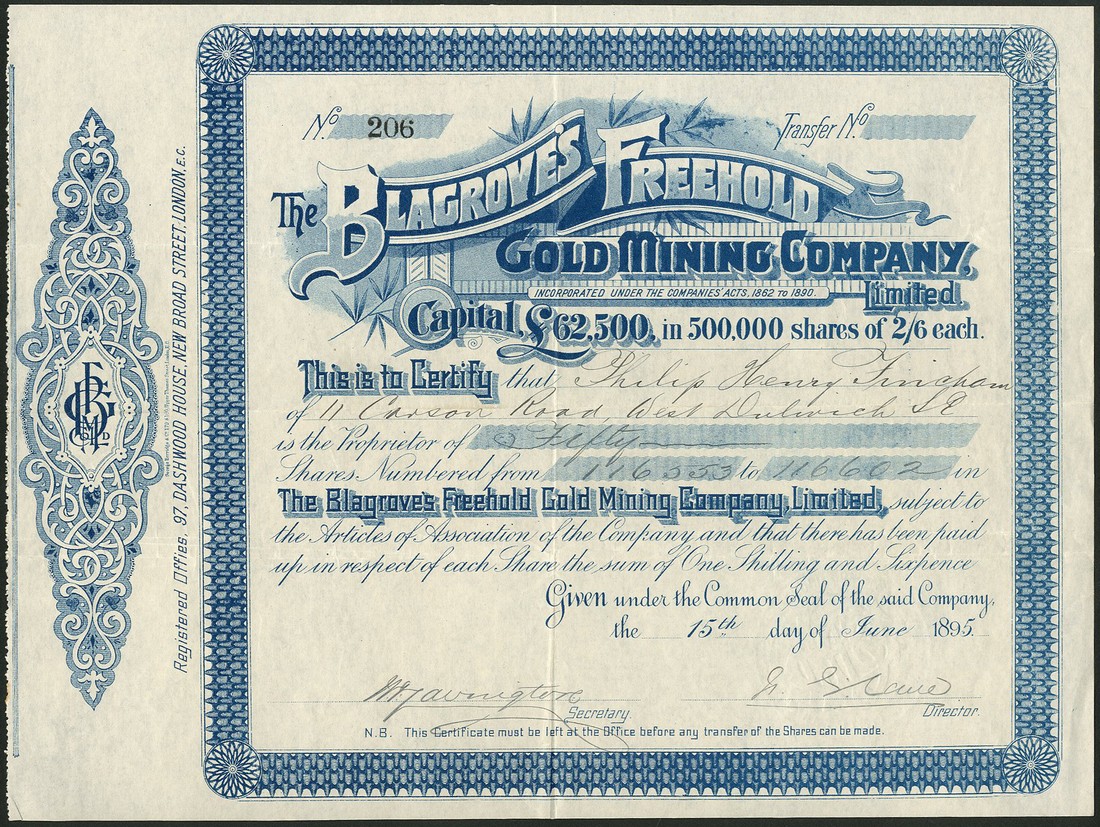 No 206
Transfer No
The Blagrove's Freehold
Gold Mining Company,
Limited.
INCORPORATED UNDER THE COMPANIES' ACTS, 1862 TO 1890.
Capital, £62,500, in 500,000 shares of 2/6 each.
This is to Certify that Philip Henry Fincham
of 11 Carson Road West Dulwich S E
is the Proprietor of Fifty
Shares Numbered from to 116602 in
The Blagrove's Freehold Gold Mining Company, Limited, subject to
the Articles of Association of the Company and that there has been paid
up in respect of each Share the sum of One Shilling and Sixpence
Given under the Common Seal of the said Company,
the 15th day of June 1895.
Secretary.
Director.
N.B. This Certificate must be left at the Office before any transfer of the Shares can be made.
Registered Offies, 97, DASHWOOD HOUSE, NEW BROAD STREET, LONDON, E.C.